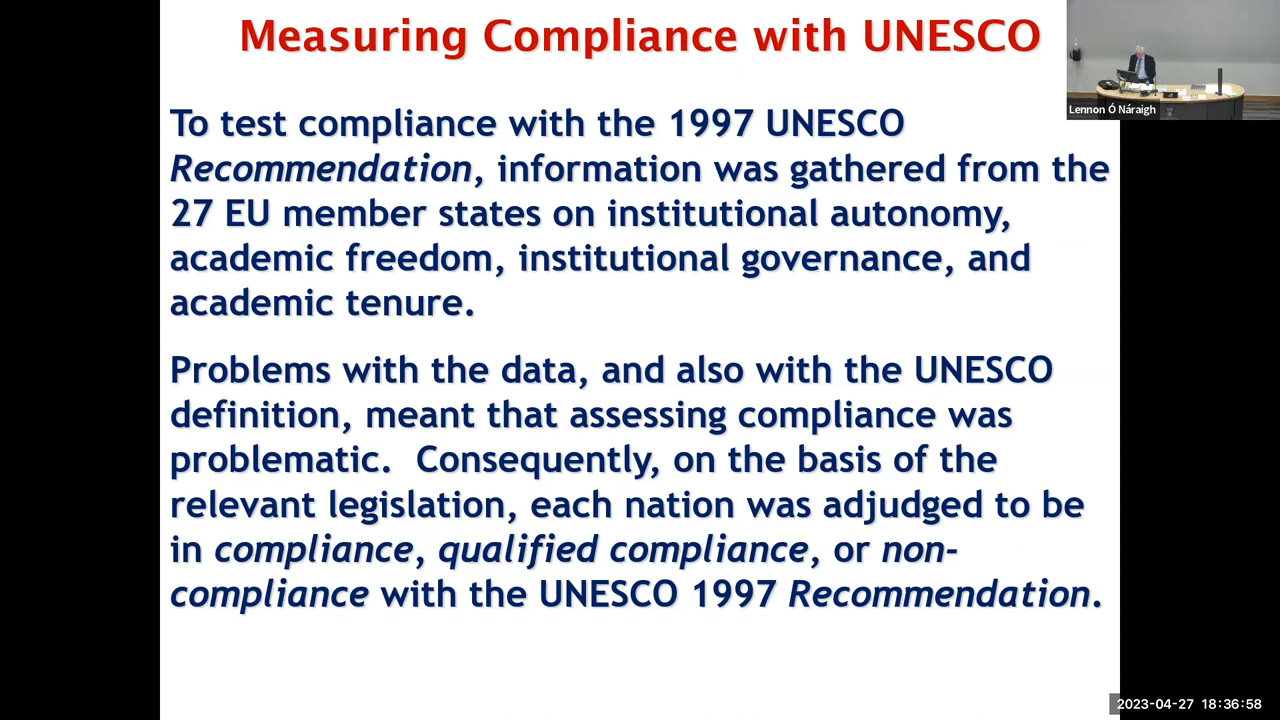 Measuring Compliance with UNESCO
Lennon Ó Náraigh
To test compliance with the 1997 UNESCO
Recommendation, information was gathered from the
27 EU member states on institutional autonomy,
academic freedom, institutional governance, and
academic tenure.
Problems with the data, and also with the UNESCO
definition, meant that assessing compliance was
problematic.  Consequently, on the basis of the
relevant legislation, each nation was adjudged to be
in compliance, qualified compliance, or non-
compliance with the UNESCO 1997 Recommendation.
2023-04-27 18:36:58